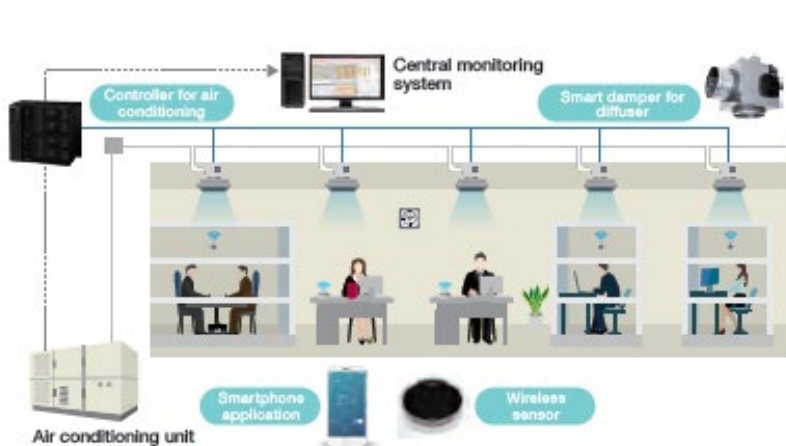 Central monitoring
system
Controller for air
conditioning
Smart damper for
diffuser
Smartphone
application
Wireless
sensor
Air conditioning unit